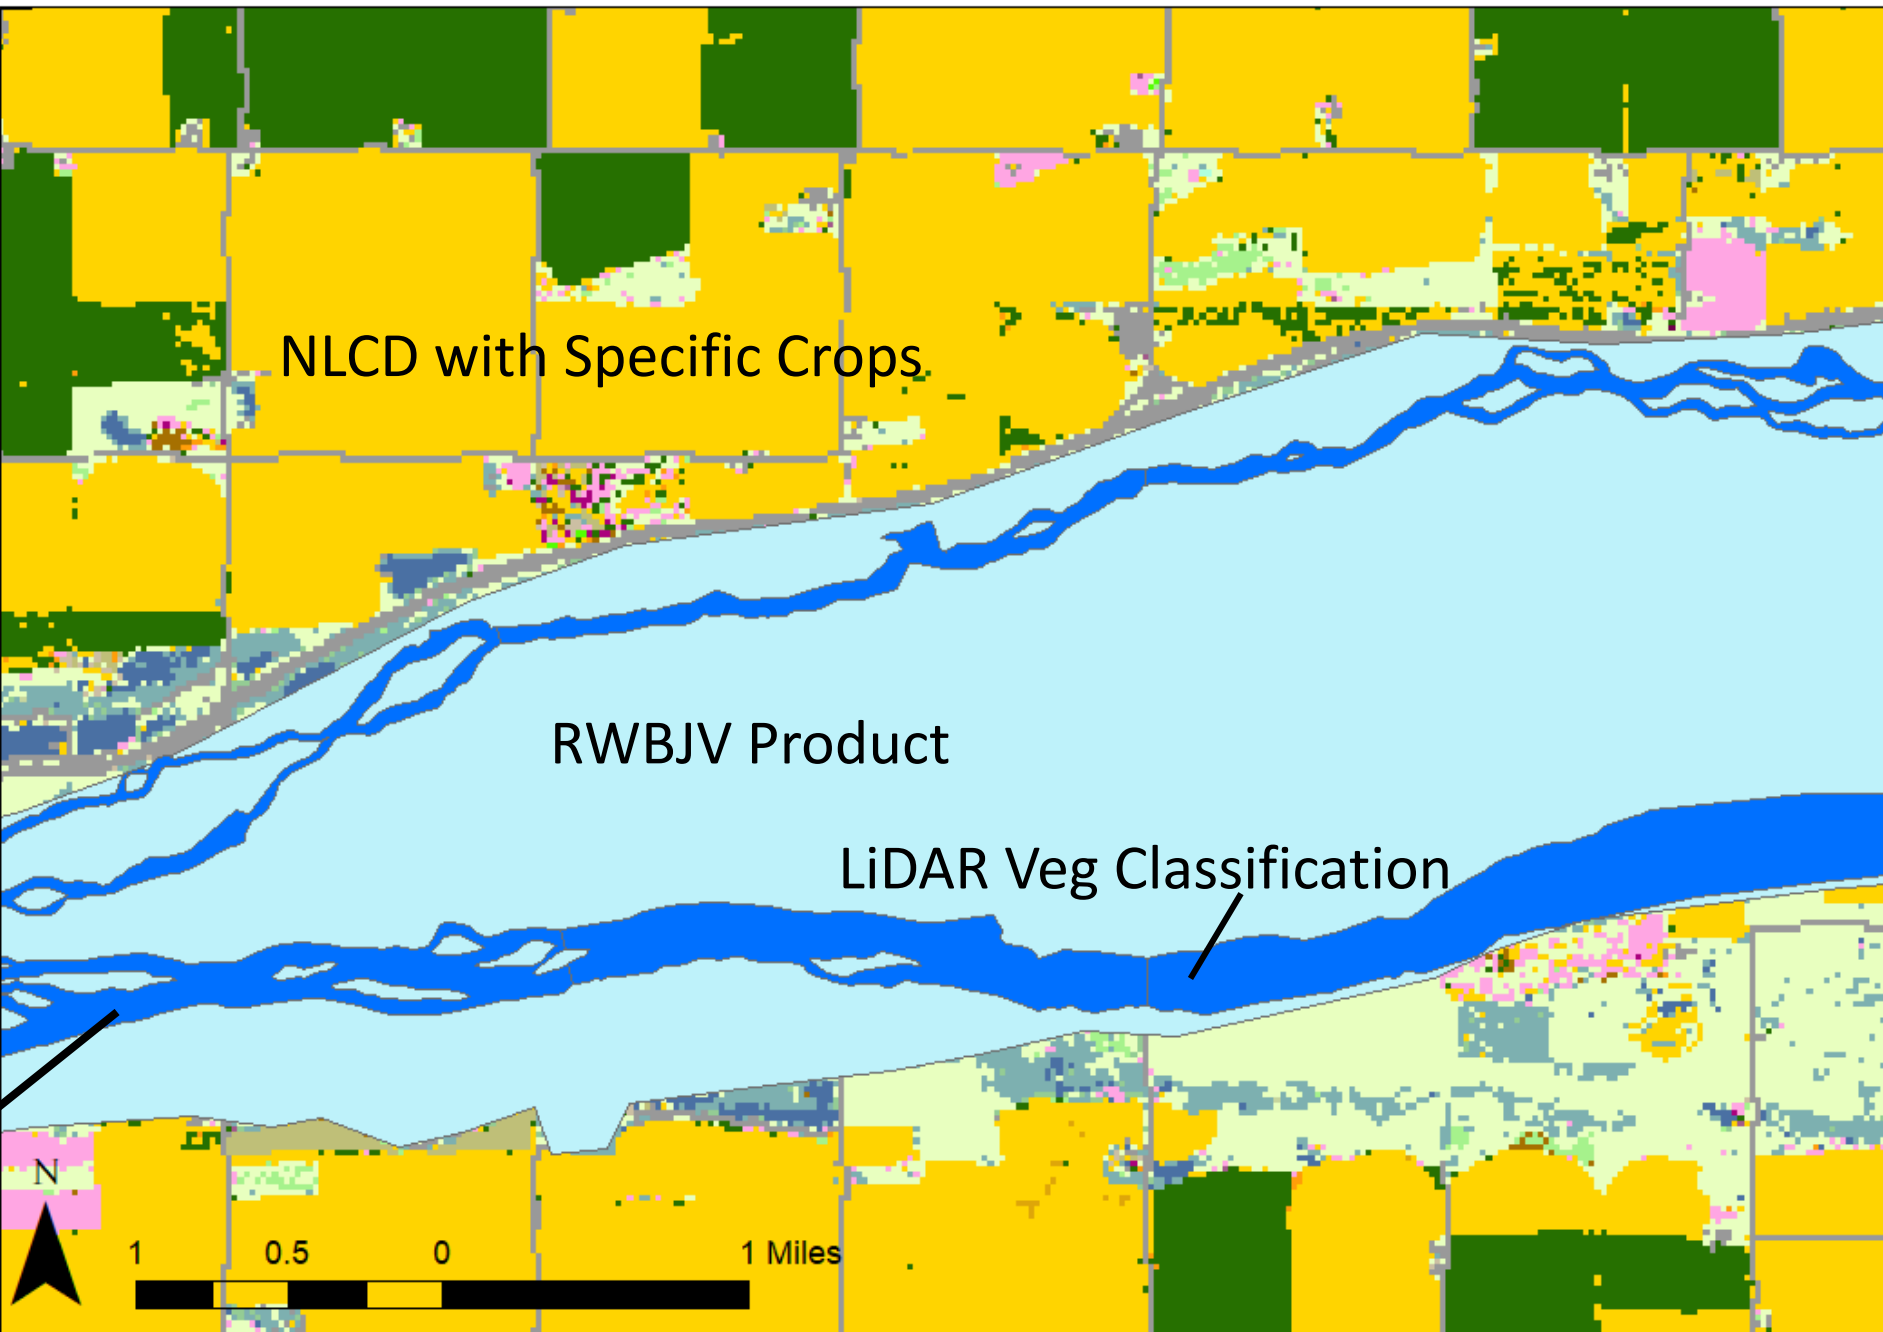 NLCD with Specific Crops
RWBJV Product
LiDAR Veg Classification
N
1 0.5 0 1 Miles